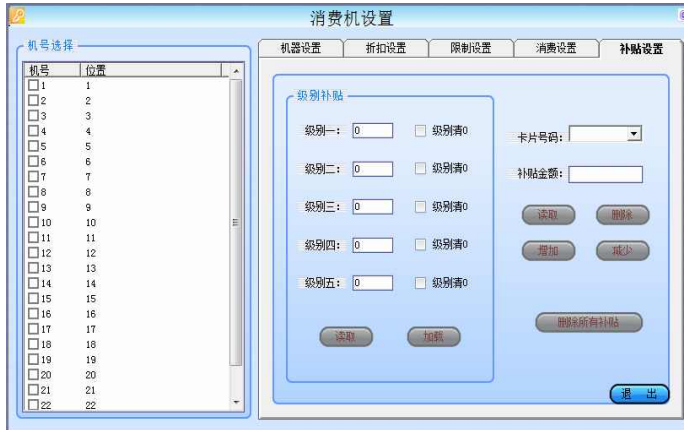 消费机设置
机号选择
机号 位置
1 1
2 2
3 3
4 4
5 5
6 6
7 7
8 8
9 9
10 10
11 11
12 12
13 13
14 14
15 15
16 16
17 17
18 18
19 19
20 20
21 21
22 22
机器设置 折扣设置 限制设置 消费设置 补贴设置
级别补贴
级别一: 0 级别清0
级别二: 0 级别清0
级别三: 0 级别清0
级别四: 0 级别清0
级别五: 0 级别清0
读取 加载
卡片号码:
补贴金额:
读取 删除
增加 减少
删除所有补贴
退 出